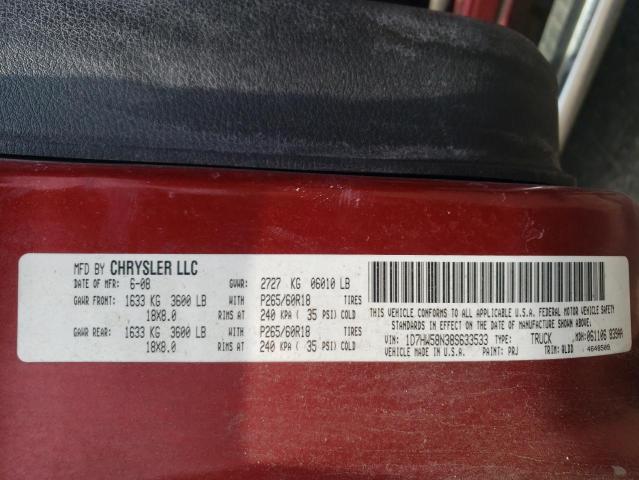 MFD BY CHRYSLER LLC
DATE OF MFR: 6-08 GVWR: 2727 KG 06010 LB
GAWR FRONT: 1633 KG 3600 LB WITH P265/60R18 TIRES
18X8.0 RIMS AT 240 KPA ( 35 PSI) COLD
GAWR REAR: 1633 KG 3600 LB WITH P265/60R18 TIRES
18X8.0 RIMS AT 240 KPA ( 35 PSI) COLD
THIS VEHICLE CONFORMS TO ALL APPLICABLE U.S.A. FEDERAL MOTOR VEHICLE SAFETY
STANDARDS IN EFFECT ON THE DATE OF MANUFACTURE SHOWN ABOVE.
VIN: 1D7HW58N38S633533 TYPE: TRUCK MDH: 061106
MADE IN U.S.A. PAINT: PRJ TRIM: QLDD 4648509